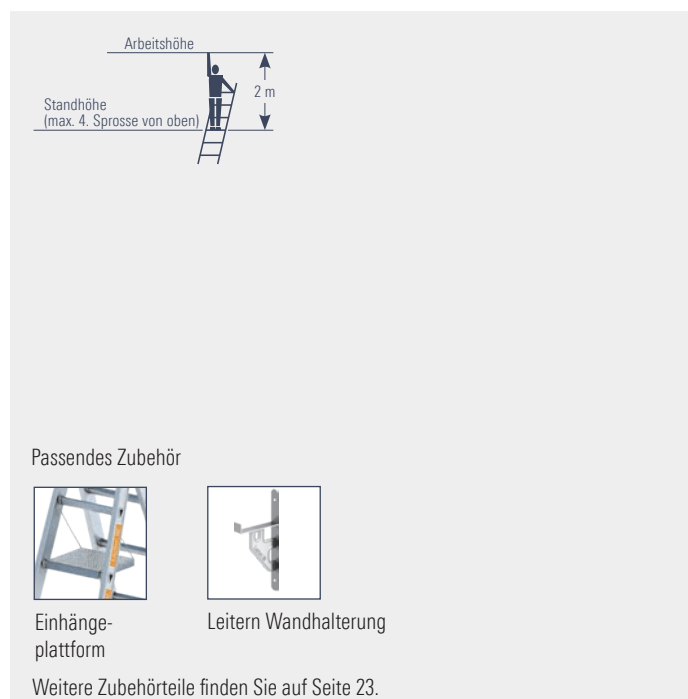 Arbeitshöhe
2 m
Standhöhe
(max. 4. Sprosse von oben)
Passendes Zubehör
Einhänge-
plattform
Leitern Wandhalterung
Weitere Zubehörteile finden Sie auf Seite 23.